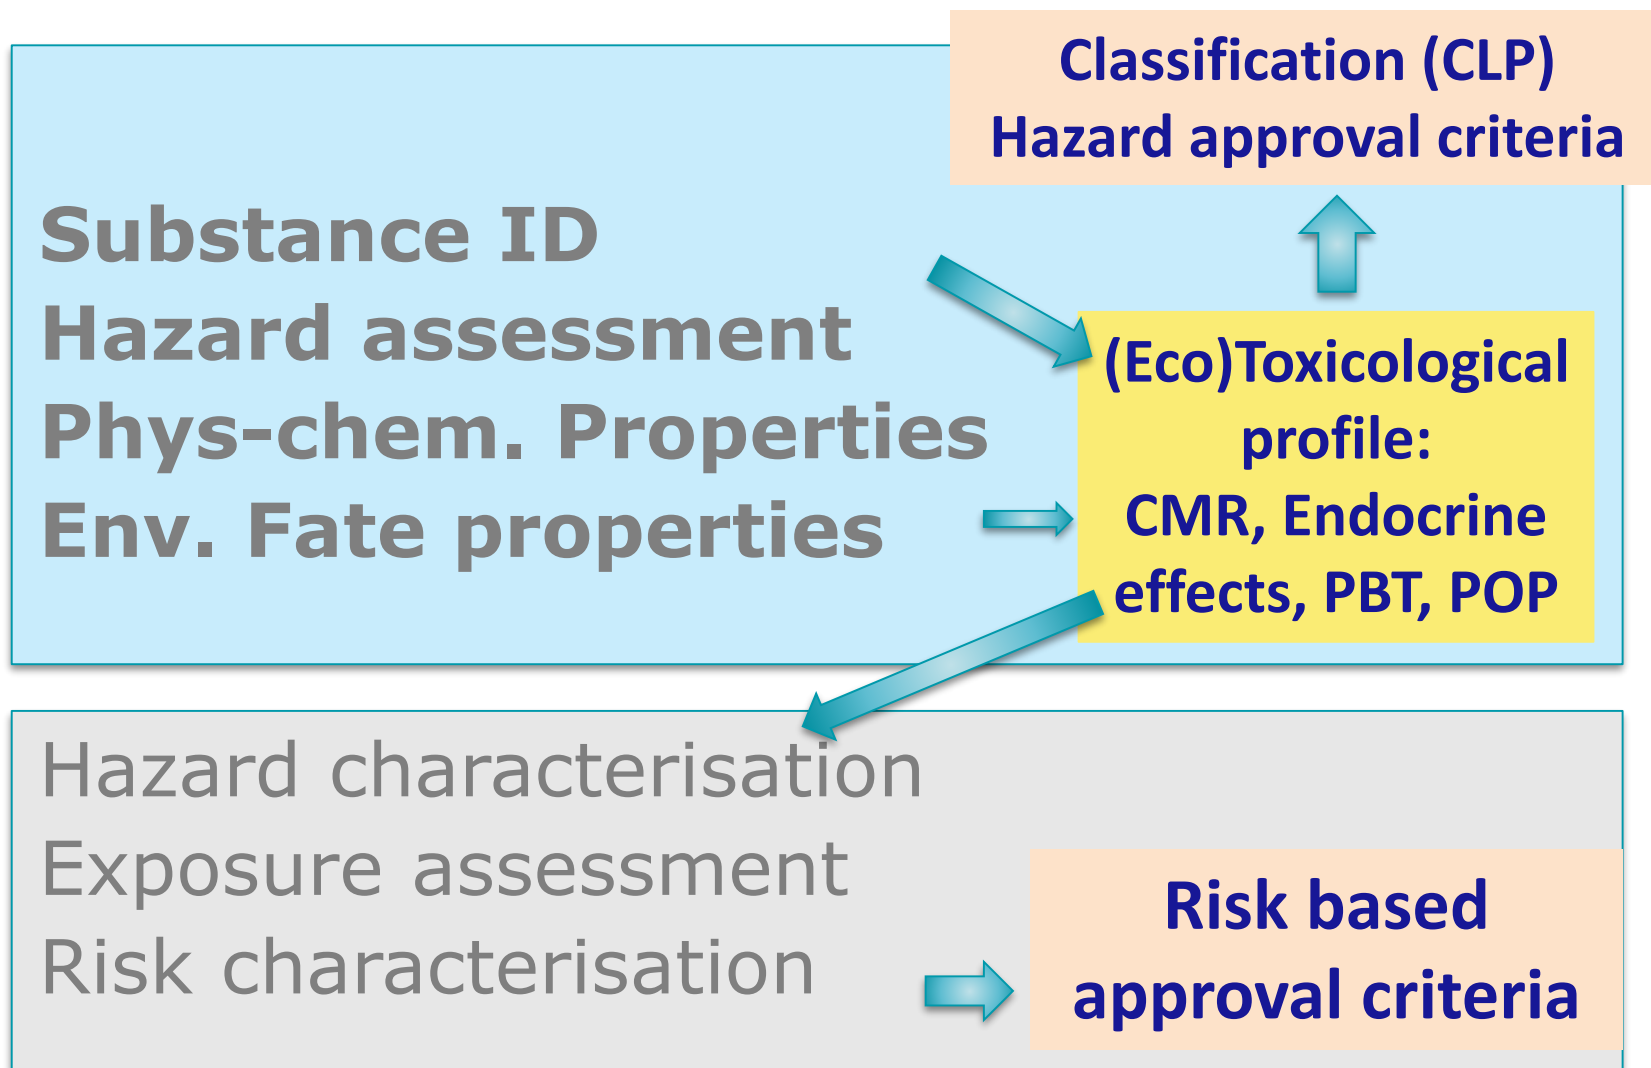 Classification (CLP)
Hazard approval criteria
Substance ID
Hazard assessment
Phys-chem. Properties
Env. Fate properties
(Eco)Toxicological
profile:
CMR, Endocrine
effects, PBT, POP
Hazard characterisation
Exposure assessment
Risk characterisation
Risk based
approval criteria